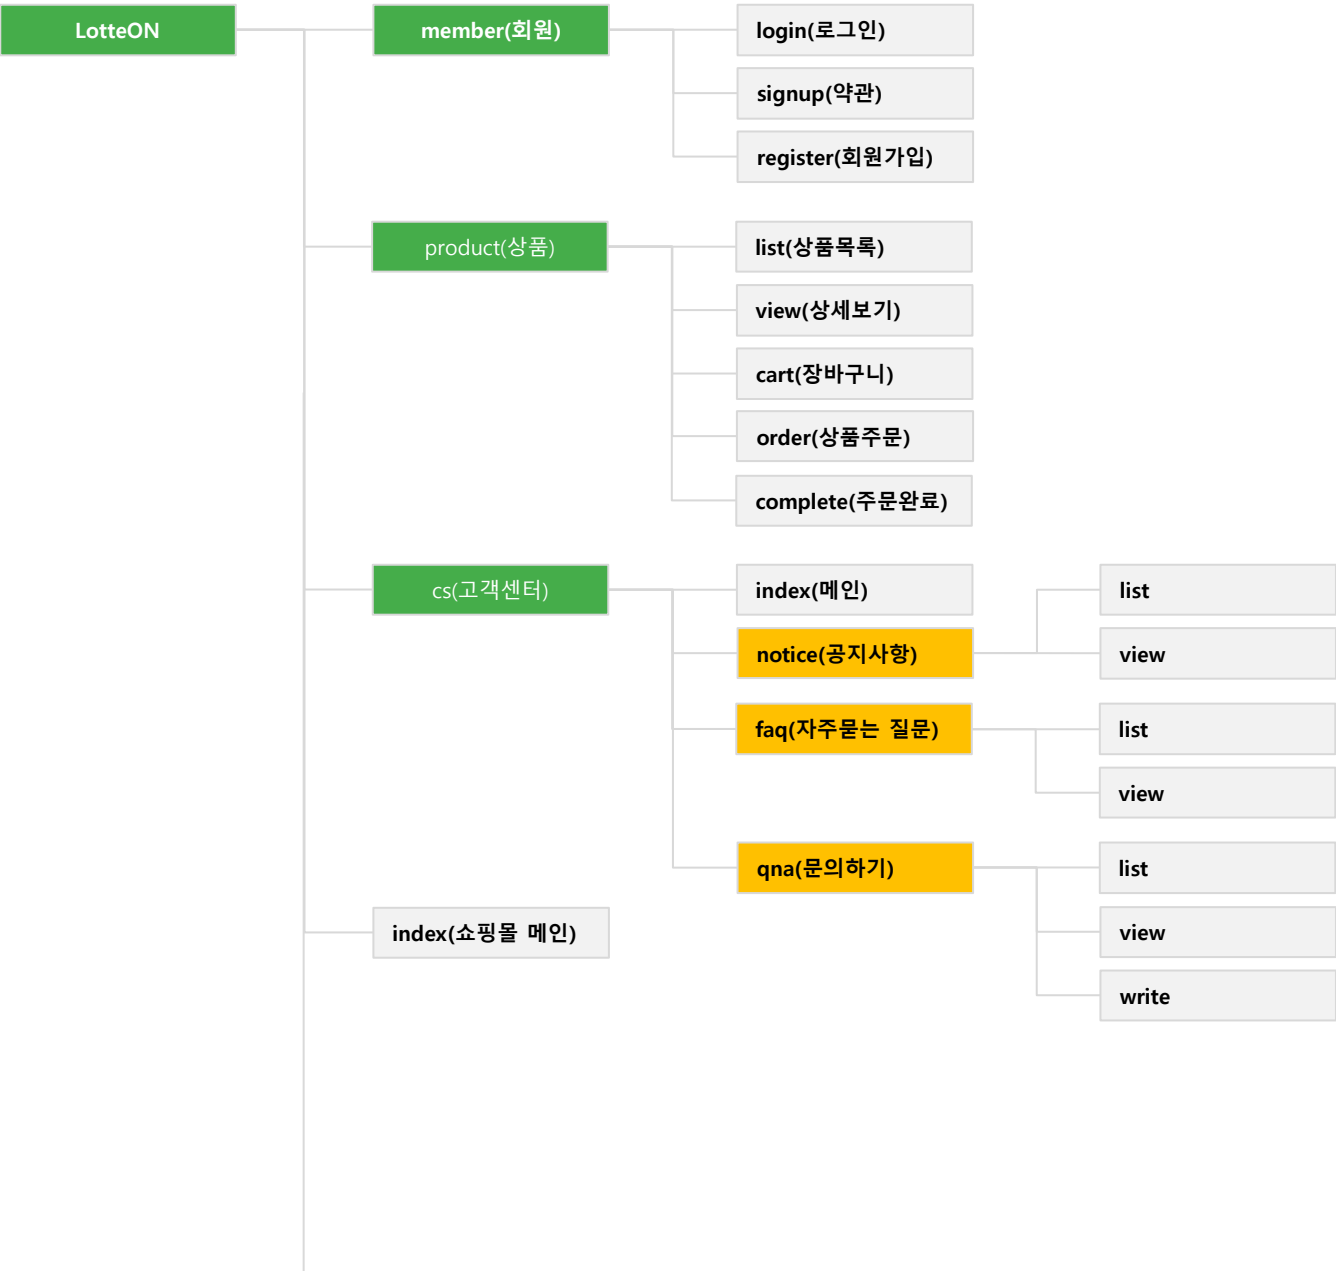 LotteON
member(회원)
login(로그인)
signup(약관)
register(회원가입)
product(상품)
list(상품목록)
view(상세보기)
cart(장바구니)
order(상품주문)
complete(주문완료)
cs(고객센터)
index(메인)
notice(공지사항)
list
view
faq(자주묻는 질문)
list
view
qna(문의하기)
list
view
write
index(쇼핑몰 메인)